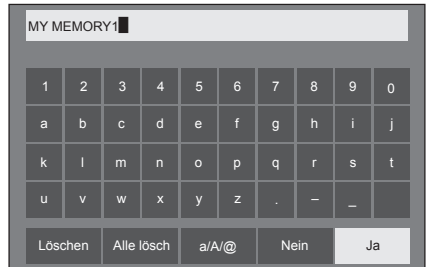 MY MEMORY1
1 2 3 4 5 6 7 8 9 0
a b c d e f g h i j
k l m n o p q r s t
u v w x y z . – _
Löschen Alle lösch a/A/@ Nein Ja